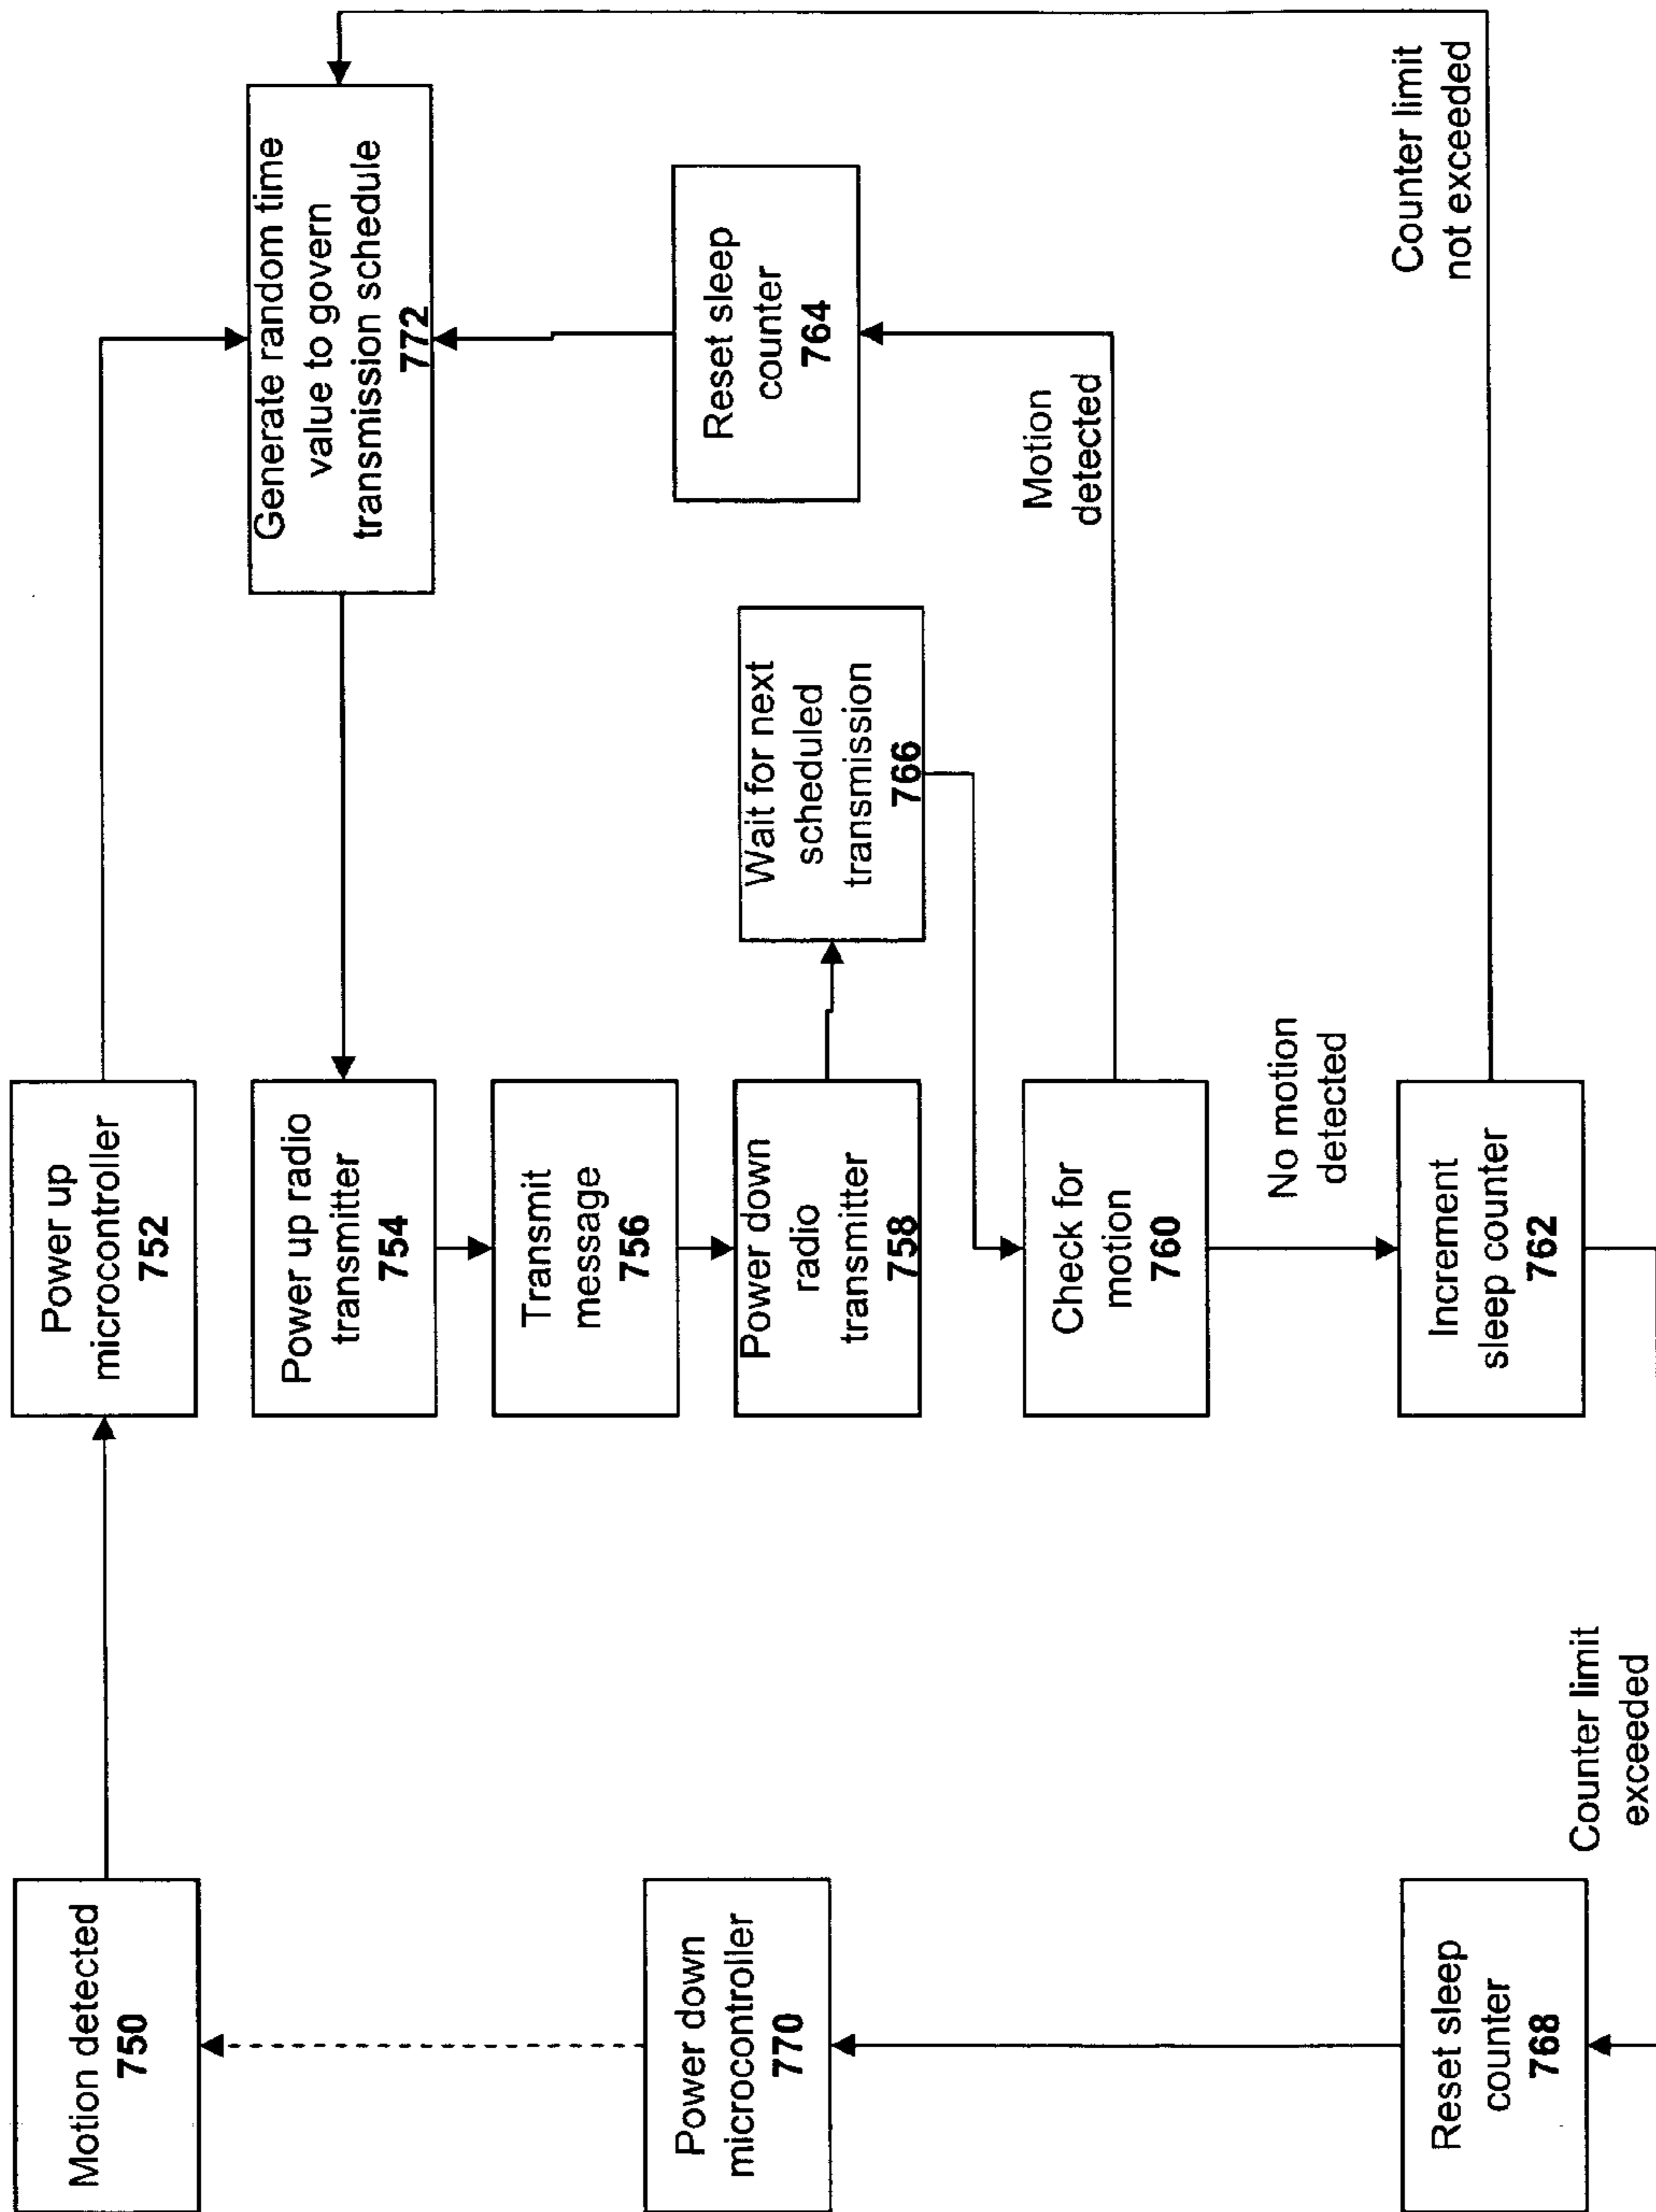 Motion detected
750
Power up
microcontroller
752
Generate random time
value to govern
transmission schedule
772
Power up radio
transmitter
754
Transmit
message
756
Power down
radio
transmitter
758
Wait for next
scheduled
transmission
766
Reset sleep
counter
764
Power down
microcontroller
770
Check for
motion
760
Motion
detected
No motion
detected
Increment
sleep counter
762
Counter limit
not exceeded
Reset sleep
counter
768
Counter limit
exceeded